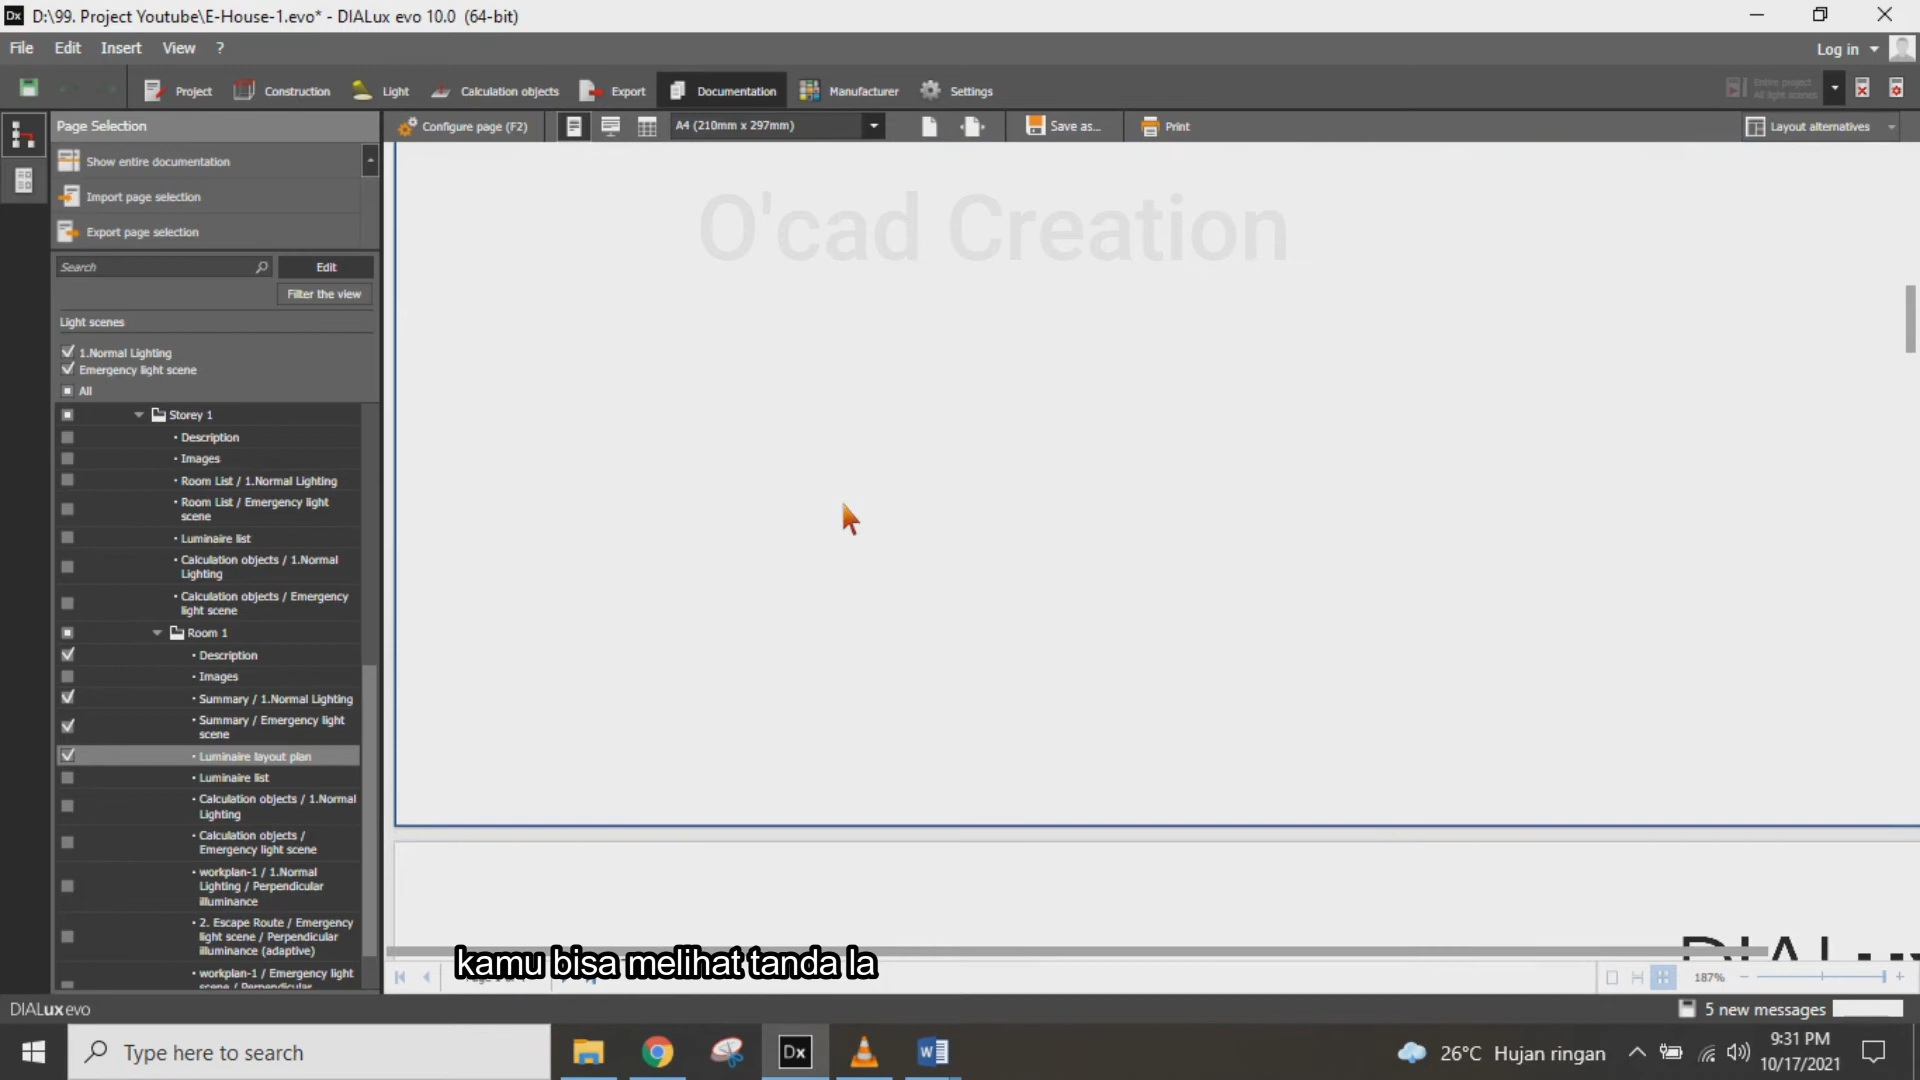 D:\99. Project Youtube\E-House-1.evo* - DIALux evo 10.0 (64-bit)
File Edit Insert View ?
Log in
Project Construction Light Calculation objects Export Documentation Manufacturer Settings
Entire project
All light scenes
Page Selection
Configure page (F2) A4 (210mm x 297mm) Save as... Print Layout alternatives
Show entire documentation
Import page selection
Export page selection
Search Edit
Filter the view
Light scenes
1.Normal Lighting
Emergency light scene
All
Storey 1
Description
Images
Room List / 1.Normal Lighting
Room List / Emergency light
scene
Luminaire list
Calculation objects / 1.Normal
Lighting
Calculation objects / Emergency
light scene
Room 1
Description
Images
Summary / 1.Normal Lighting
Summary / Emergency light
scene
Luminaire layout plan
Luminaire list
Calculation objects / 1.Normal
Lighting
Calculation objects /
Emergency light scene
workplan-1 / 1.Normal
Lighting / Perpendicular
illuminance
2. Escape Route / Emergency
light scene / Perpendicular
illuminance (adaptive)
workplan-1 / Emergency light
scene / Perpendicular
O'cad Creation
kamu bisa melihat tanda la
187%
DIALux evo
5 new messages
Type here to search
26°C Hujan ringan
9:31 PM
10/17/2021